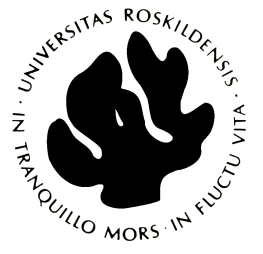 UNIVERSITAS ROSKILDENSIS · IN TRANQUILLO MORS · IN FLUCTU VITA ·